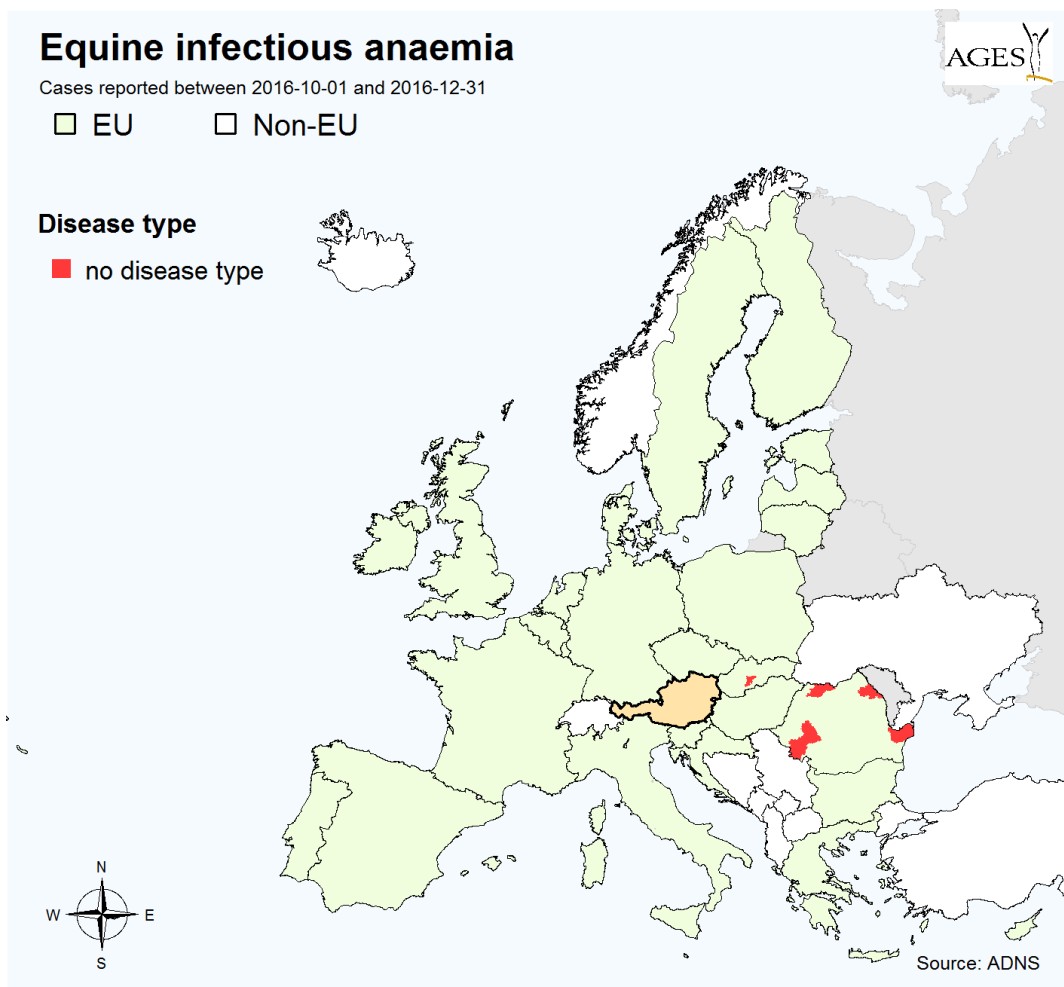 Equine infectious anaemia
AGES
Cases reported between 2016-10-01 and 2016-12-31
EU Non-EU
Disease type
no disease type
N
W E
S
Source: ADNS